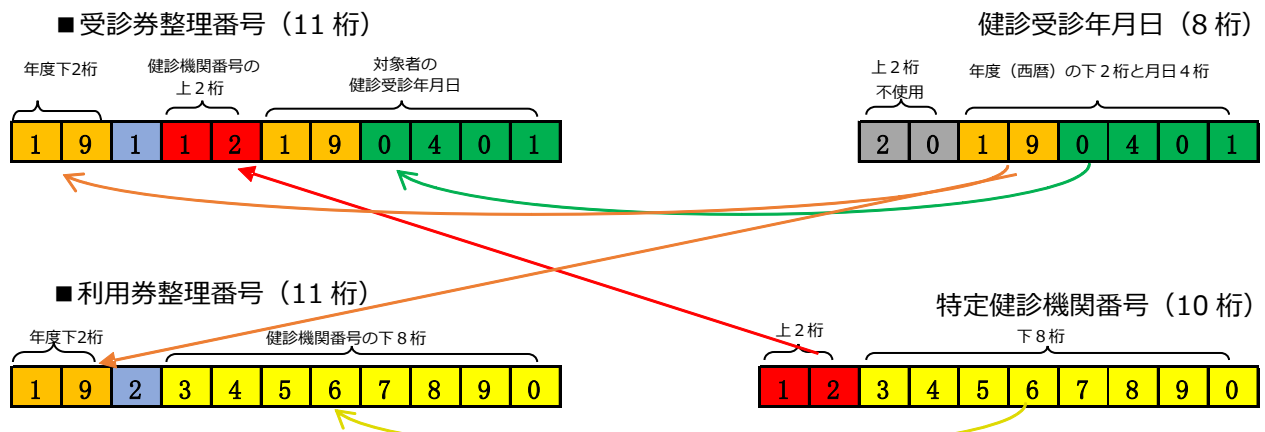 ■受診券整理番号（11 桁）
健診受診年月日（8 桁）
年度下2桁
健診機関番号の
上２桁
対象者の
健診受診年月日
上２桁
不使用
年度（西暦）の下２桁と月日４桁
1 9 1 1 2 1 9 0 4 0 1
2 0 1 9 0 4 0 1
■利用券整理番号（11 桁）
特定健診機関番号（10 桁）
年度下2桁
健診機関番号の下８桁
上２桁
下８桁
1 9 2 3 4 5 6 7 8 9 0
1 2 3 4 5 6 7 8 9 0